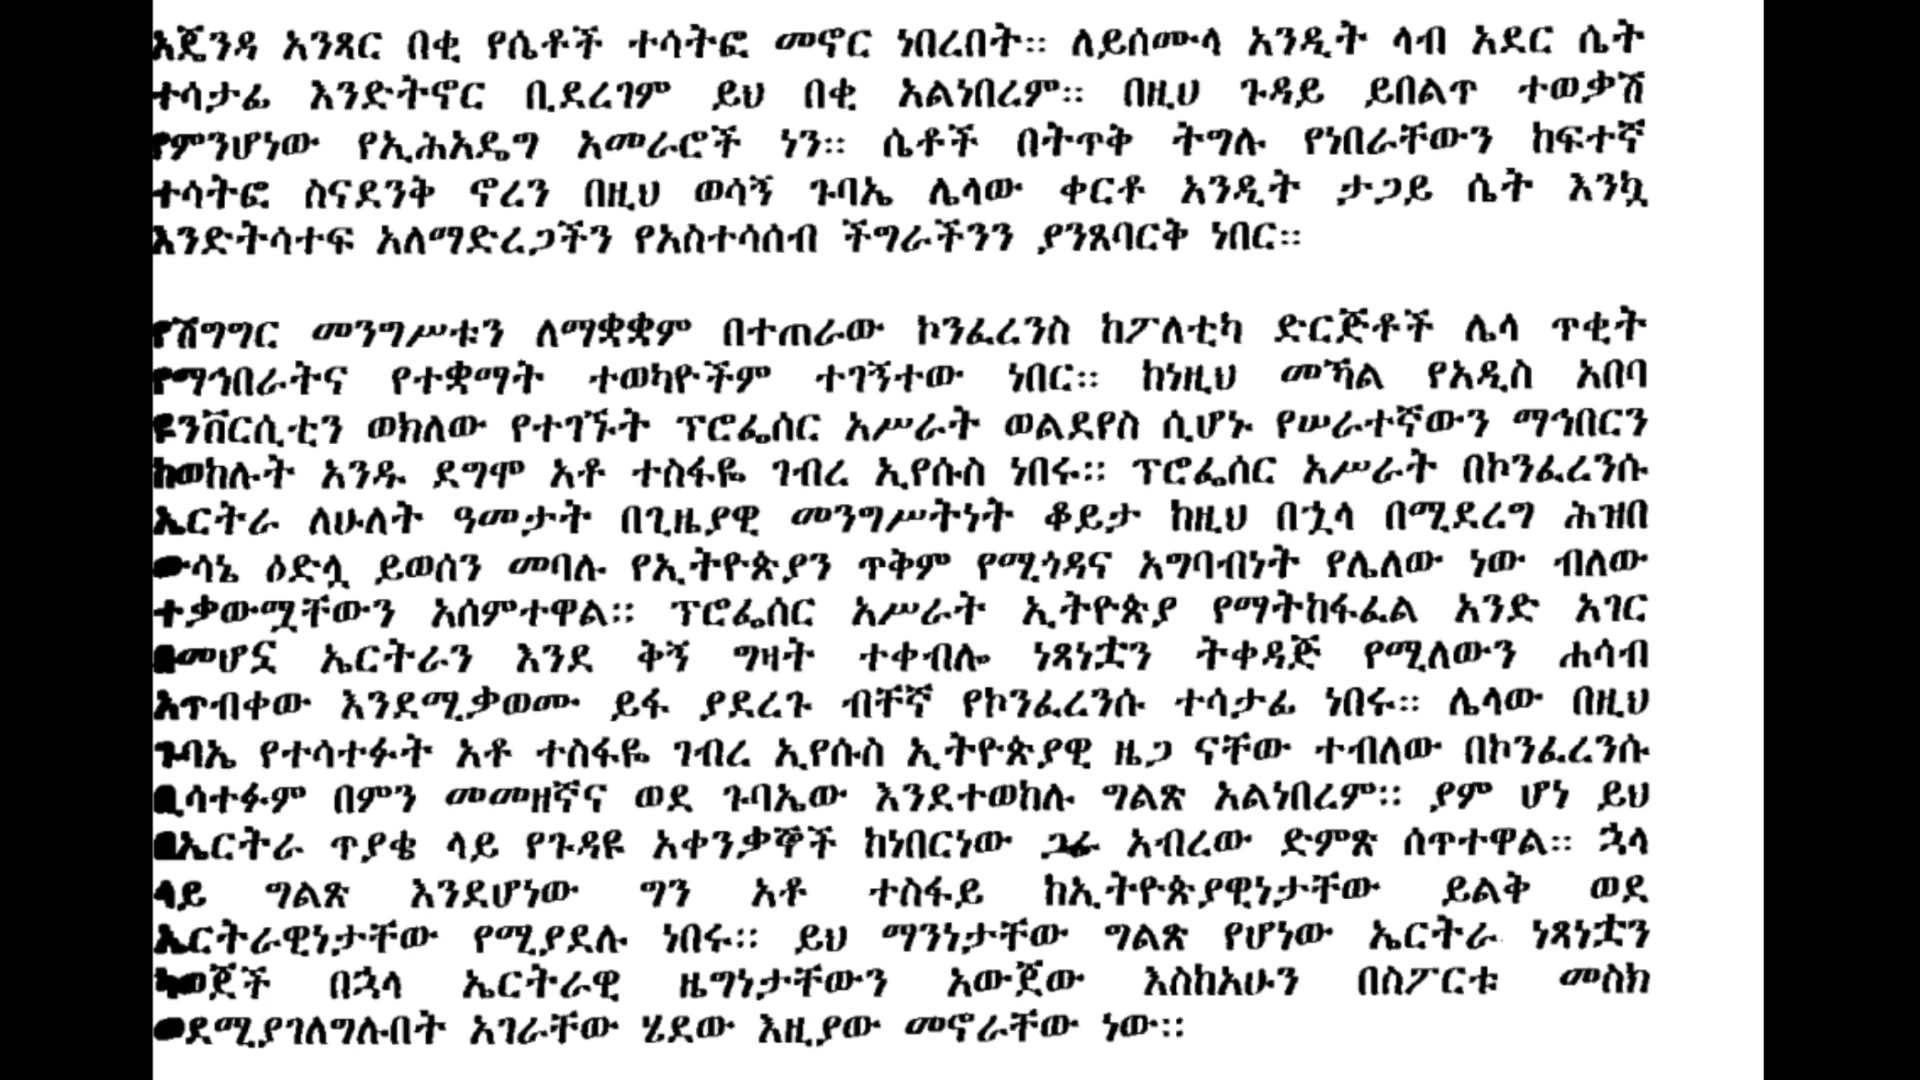 አጄንዳ አንጻር በቂ የሴቶች ተሳትፎ መኖር ነበረበት። ለይሰሙላ አንዲት ላብ አደር ሴት
ተሳታፊ እንድትኖር ቢደረገም ይህ በቂ አልነበረም። በዚህ ጉዳይ ይበልጥ ተወቃሽ
የምንሆነው የኢሕአዴግ አመራሮች ነን። ሴቶች በትጥቅ ትግሉ የነበራቸውን ከፍተኛ
ተሳትፎ ስናደንቅ ኖረን በዚህ ወሳኝ ጉባኤ ሌላው ቀርቶ አንዲት ታጋይ ሴት እንኳ
እንድትሳተፍ አለማድረጋችን የአስተሳሰብ ችግራችንን ያንጸባርቅ ነበር።
የሽግግር መንግሥቱን ለማቋቋም በተጠራው ኮንፈረንስ ከፖለቲካ ድርጅቶች ሌላ ጥቂት
የማኅበራትና የተቋማት ተወካዮችም ተገኝተው ነበር። ከነዚህ መኻል የአዲስ አበባ
ዩንቨርሲቲን ወክለው የተገኙት ፕሮፌሰር አሥራት ወልደየስ ሲሆኑ የሠራተኛውን ማኅበርን
ከወከሉት አንዱ ደግሞ አቶ ተስፋዬ ገብረ ኢየሱስ ነበሩ። ፕሮፌሰር አሥራት በኮንፈረንሱ
ኤርትራ ለሁለት ዓመታት በጊዜያዊ መንግሥትነት ቆይታ ከዚህ በኋላ በሚደረግ ሕዝበ
ውሳኔ ዕድሏ ይወሰን መባሉ የኢትዮጵያን ጥቅም የሚጎዳና አግባብነት የሌለው ነው ብለው
ተቃውሟቸውን አሰምተዋል። ፕሮፌሰር አሥራት ኢትዮጵያ የማትከፋፈል አንድ አገር
በመሆኗ ኤርትራን እንደ ቅኝ ግዛት ተቀብሎ ነጻነቷን ትቀዳጅ የሚለውን ሐሳብ
አጥብቀው እንደሚቃወሙ ይፋ ያደረጉ ብቸኛ የኮንፈረንሱ ተሳታፊ ነበሩ። ሌላው በዚህ
ጉባኤ የተሳተፉት አቶ ተስፋዬ ገብረ ኢየሱስ ኢትዮጵያዊ ዜጋ ናቸው ተብለው በኮንፈረንሱ
ቢሳተፉም በምን መመዘኛና ወደ ጉባኤው እንደተወከሉ ግልጽ አልነበረም። ያም ሆነ ይህ
በኤርትራ ጥያቄ ላይ የጉዳዩ አቀንቃኞች ከነበርነው ጋራ አብረው ድምጽ ሰጥተዋል። ኋላ
ላይ ግልጽ እንደሆነው ግን አቶ ተስፋይ ከኢትዮጵያዊነታቸው ይልቅ ወደ
ኤርትራዊነታቸው የሚያደሉ ነበሩ። ይህ ማንነታቸው ግልጽ የሆነው ኤርትራ ነጻነቷን
ካወጀች በኋላ ኤርትራዊ ዜግነታቸውን አውጀው እስከአሁን በስፖርቱ መስክ
ወደሚያገለግሉበት አገራቸው ሄደው እዚያው መኖራቸው ነው።